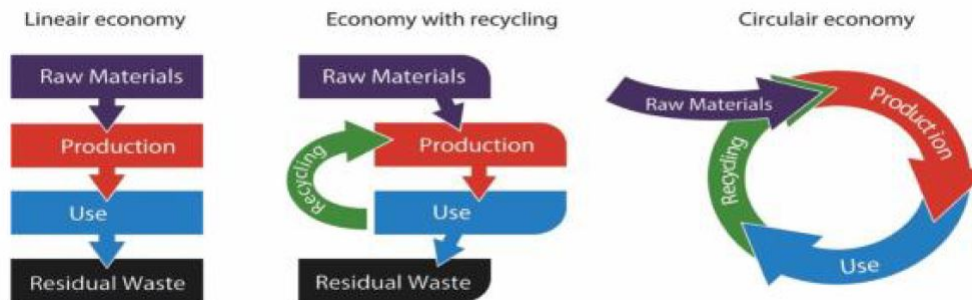 Lineair economy
Raw Materials
Production
Use
Residual Waste
Economy with recycling
Raw Materials
Production
Recycling
Use
Residual Waste
Circulair economy
Raw Materials
Production
Recycling
Use